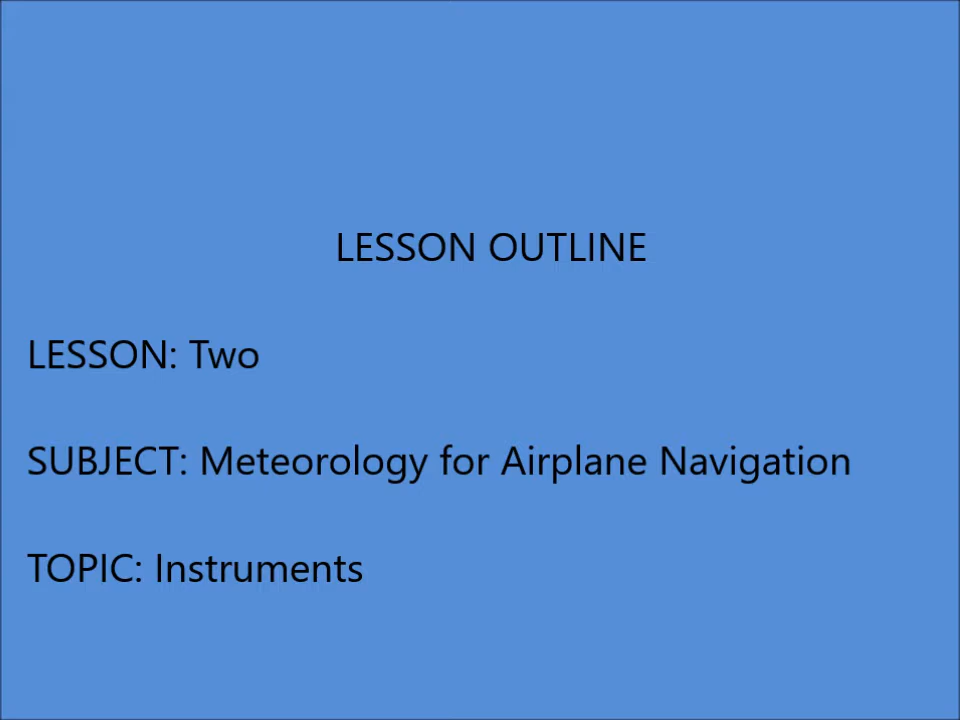 LESSON OUTLINE
LESSON: Two
SUBJECT: Meteorology for Airplane Navigation
TOPIC: Instruments